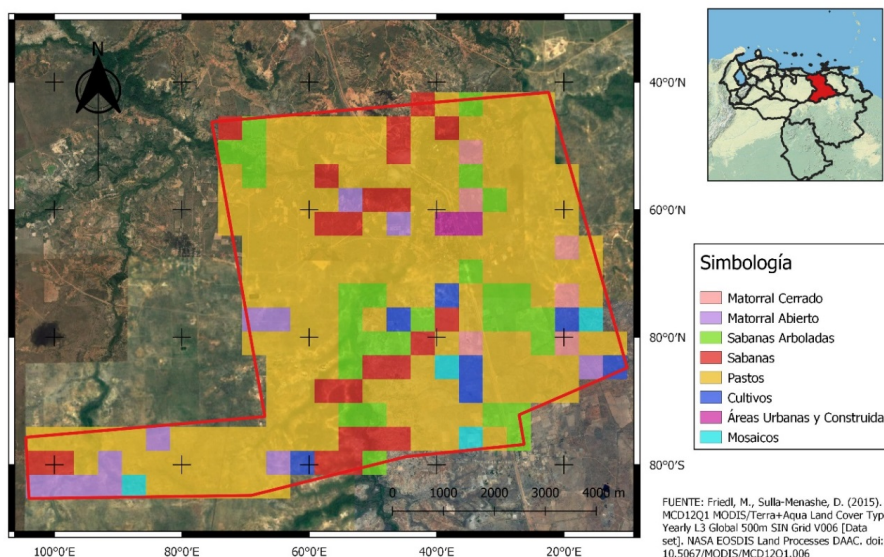 N
40°0'N
60°0'N
80°0'N
80°0'S
100°0'E
80°0'E
60°0'E
40°0'E
20°0'E
0 1000 2000 3000 4000 m
Simbología
Matorral Cerrado
Matorral Abierto
Sabanas Arboladas
Sabanas
Pastos
Cultivos
Áreas Urbanas y Construida
Mosaicos
FUENTE: Friedl, M., Sulla-Menashe, D. (2015).
MCD12Q1 MODIS/Terra+Aqua Land Cover Typ
Yearly L3 Global 500m SIN Grid V006 [Data
set]. NASA EOSDIS Land Processes DAAC. doi:
10.5067/MODIS/MCD12Q1.006